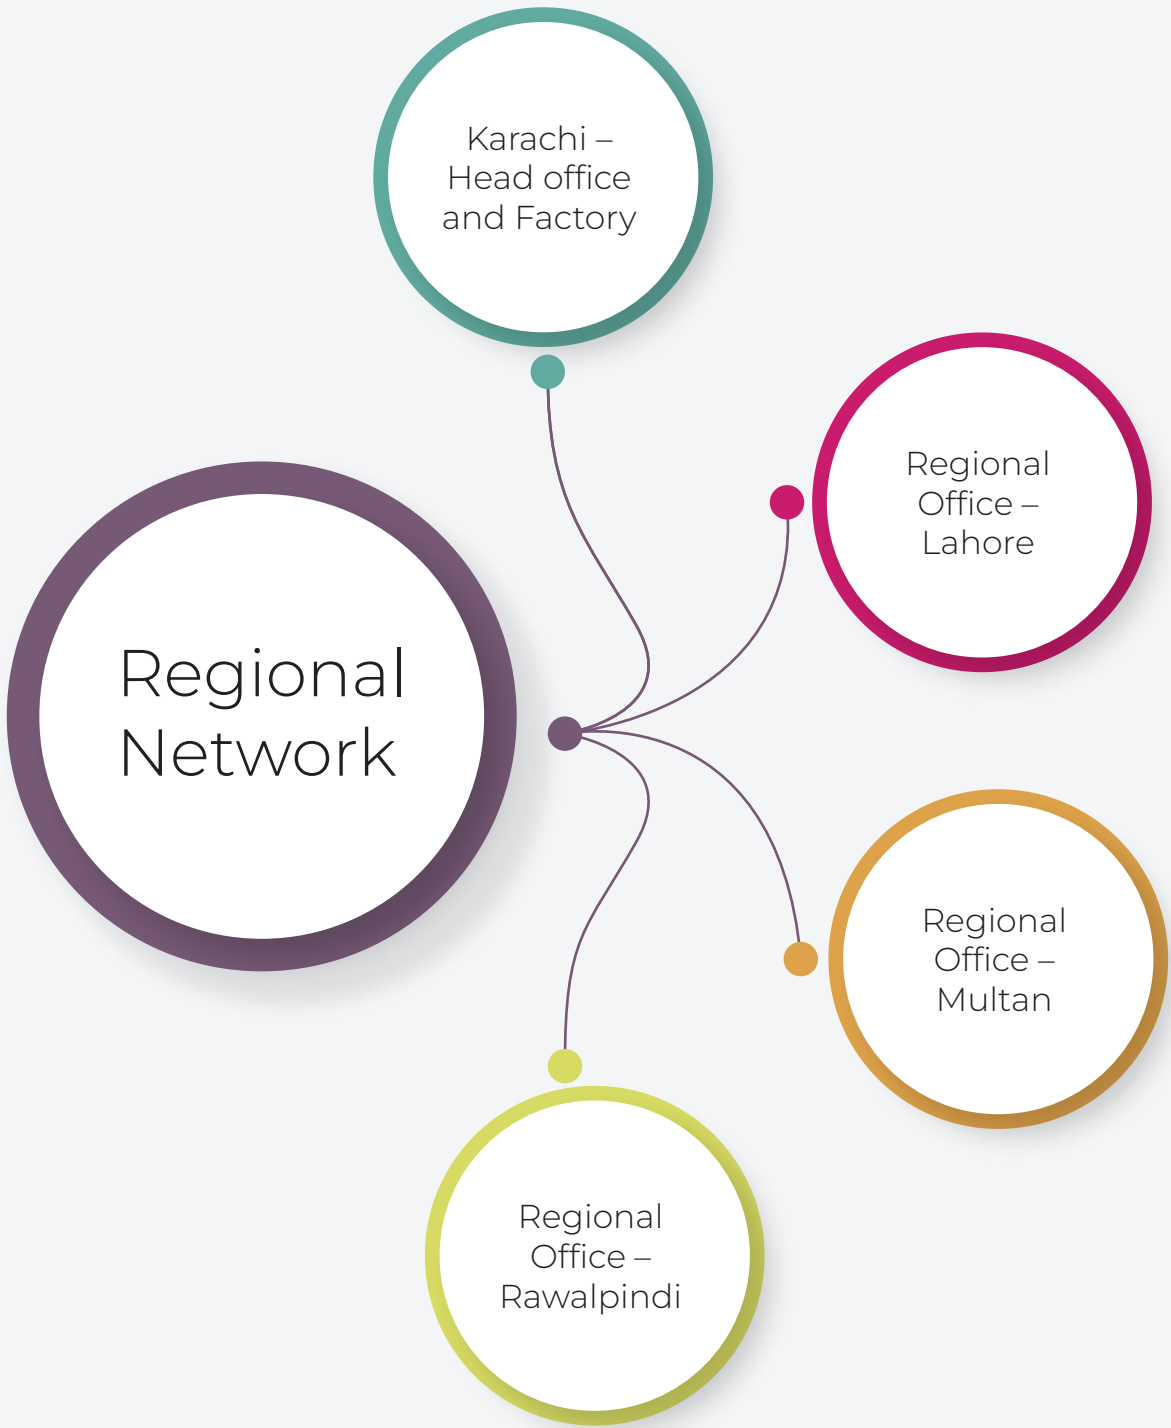 Karachi –
Head office
and Factory
Regional
Office –
Lahore
Regional
Network
Regional
Office –
Multan
Regional
Office –
Rawalpindi